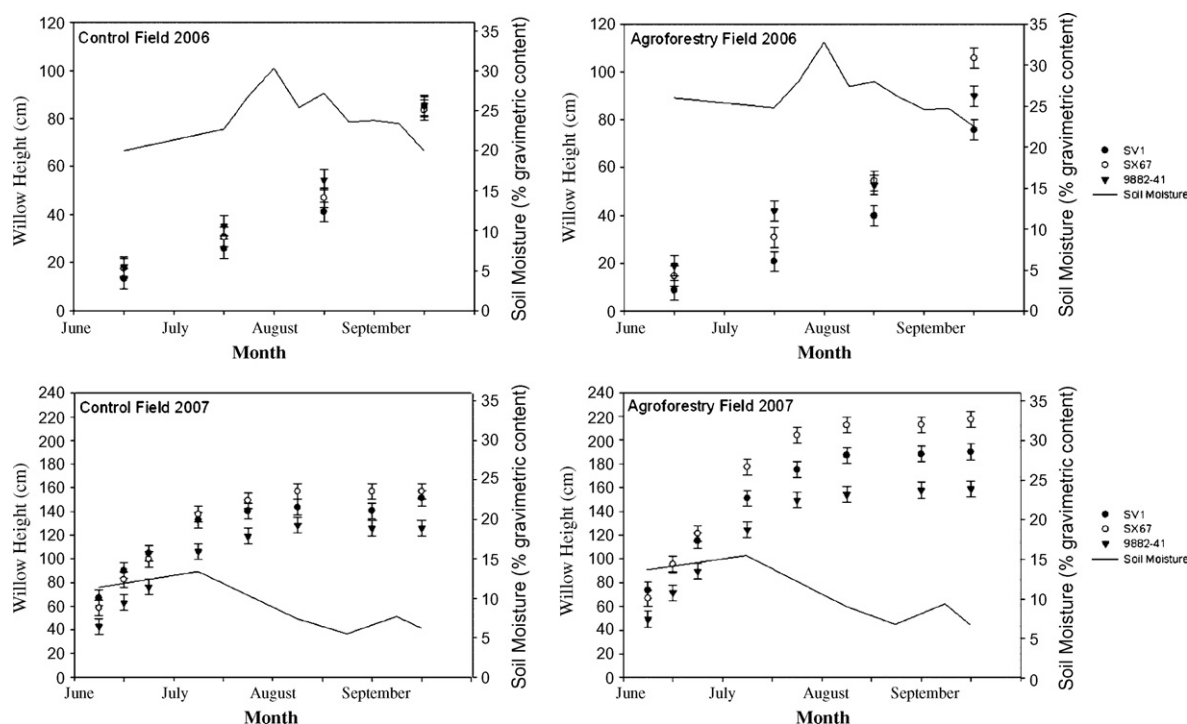 Control Field 2006
Willow Height (cm)
120
100
80
60
40
20
0
35
30
25
20
15
10
5
0
Soil Moisture (% gravimetric content)
June July August September
Month
Agroforestry Field 2006
Willow Height (cm)
120
100
80
60
40
20
0
35
30
25
20
15
10
5
0
Soil Moisture (% gravimetric content)
June July August September
Month
SV1
SX67
9882-41
Soil Moisture
Control Field 2007
Willow Height (cm)
240
220
200
180
160
140
120
100
80
60
40
20
0
35
30
25
20
15
10
5
0
Soil Moisture (% gravimetric content)
June July August September
Month
Agroforestry Field 2007
Willow Height (cm)
240
220
200
180
160
140
120
100
80
60
40
20
0
35
30
25
20
15
10
5
0
Soil Moisture (% gravimetric content)
June July August September
Month
SV1
SX67
9882-41
Soil Moisture